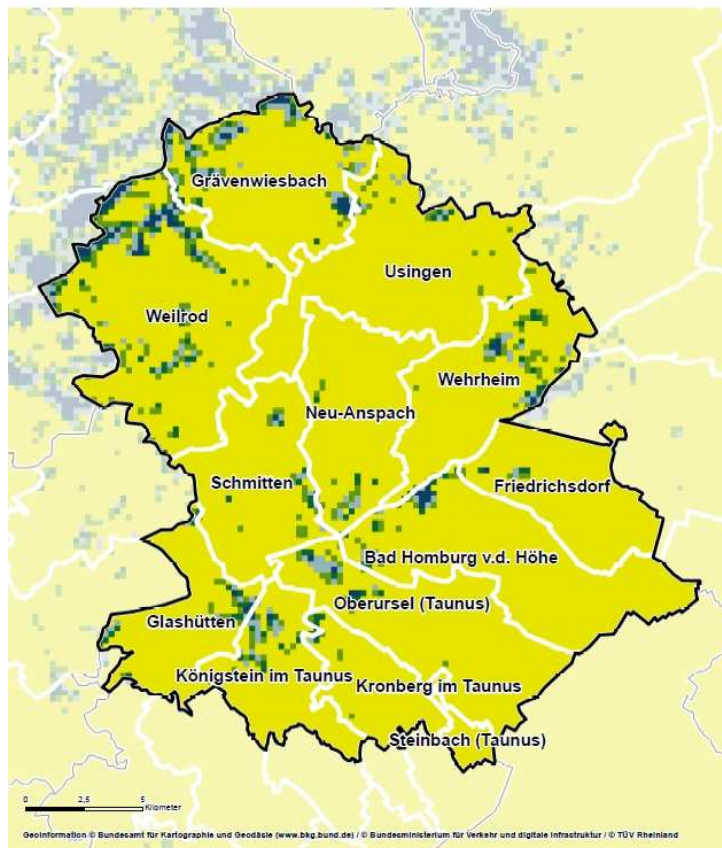 Grävenwiesbach
Usingen
Weilrod
Wehrheim
Neu-Anspach
Schmitten
Friedrichsdorf
Bad Homburg v.d. Höhe
Oberursel (Taunus)
Glashütten
Königstein im Taunus
Kronberg im Taunus
Steinbach (Taunus)
0 2,5 5
Kilometer
Geoinformation © Bundesamt für Kartographie und Geodäsie (www.bkg.bund.de) / © Bundesministerium für Verkehr und digitale Infrastruktur / © TÜV Rheinland